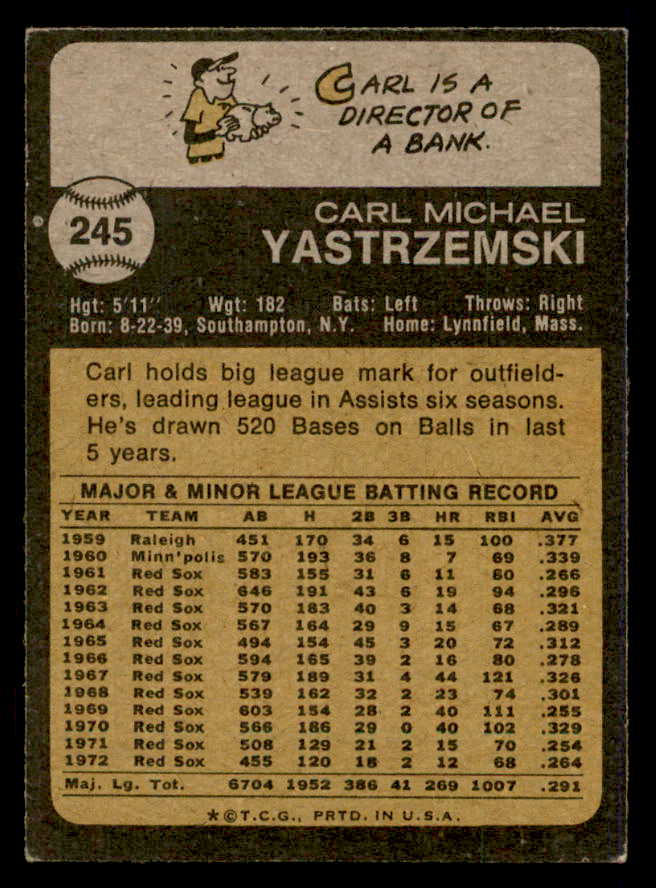 CARL IS A
DIRECTOR OF
A BANK.
245
CARL MICHAEL
YASTRZEMSKI
Hgt: 5'11" Wgt: 182 Bats: Left Throws: Right
Born: 8-22-39, Southampton, N.Y. Home: Lynnfield, Mass.
Carl holds big league mark for outfield-
ers, leading league in Assists six seasons.
He's drawn 520 Bases on Balls in last
5 years.
MAJOR & MINOR LEAGUE BATTING RECORD
YEAR TEAM AB H 2B 3B HR RBI AVG
1959 Raleigh 451 170 34 6 15 100 .377
1960 Minn'polis 570 193 36 8 7 69 .339
1961 Red Sox 583 155 31 6 11 80 .266
1962 Red Sox 646 191 43 6 19 94 .296
1963 Red Sox 570 183 40 3 14 68 .321
1964 Red Sox 567 164 29 9 15 67 .289
1965 Red Sox 494 154 45 3 20 72 .312
1966 Red Sox 594 165 39 2 16 80 .278
1967 Red Sox 579 189 31 4 44 121 .326
1968 Red Sox 539 162 32 2 23 74 .301
1969 Red Sox 603 154 28 2 40 111 .255
1970 Red Sox 566 186 29 0 40 102 .329
1971 Red Sox 508 129 21 2 15 70 .254
1972 Red Sox 455 120 18 2 12 68 .264
Maj. Lg. Tot. 6704 1952 386 41 269 1007 .291
*©T.C.G., PRTD. IN U.S.A.